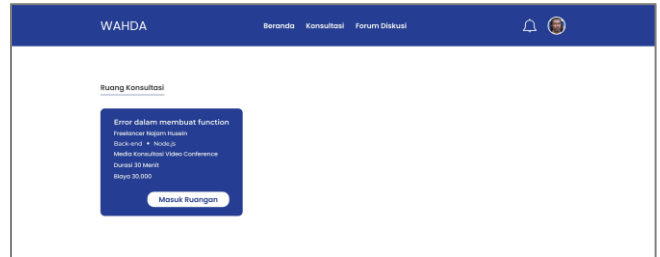 WAHDA
Beranda Konsultasi Forum Diskusi
Ruang Konsultasi
Error dalam membuat function
Freelancer Najam Husein
Back-end • Node.js
Media Konsultasi Video Conference
Durasi 30 Menit
Biaya 30.000
Masuk Ruangan